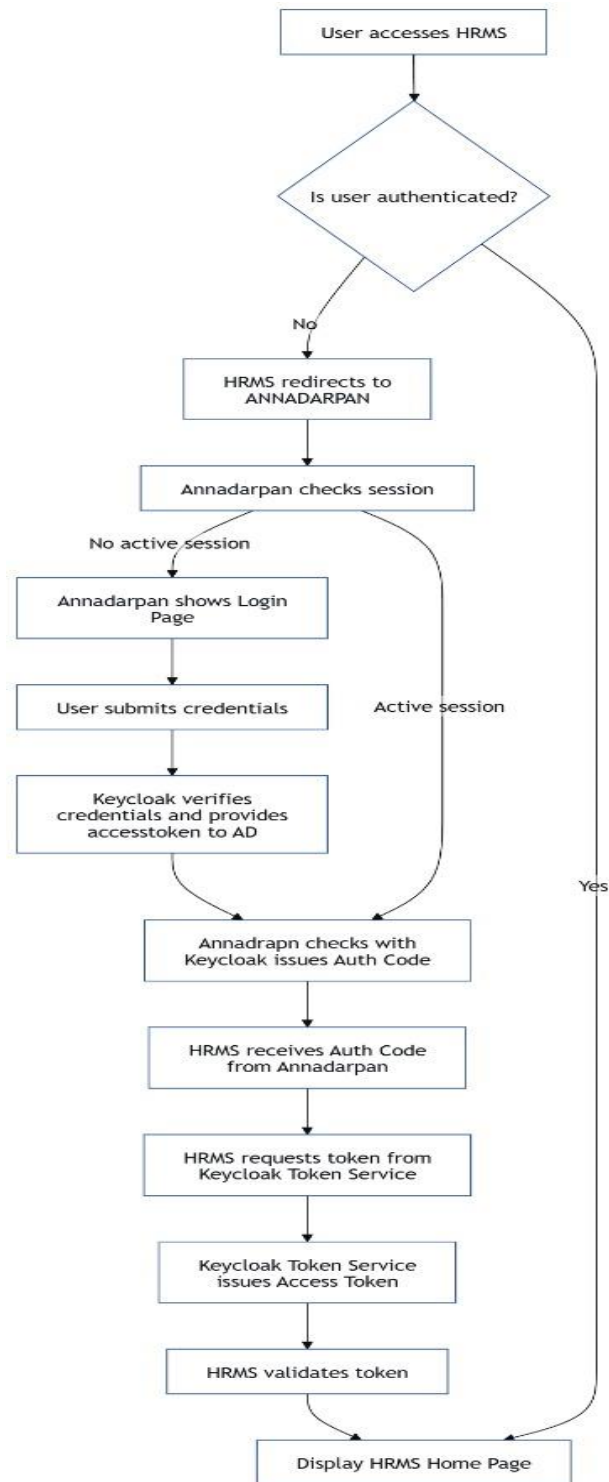 User accesses HRMS
Is user authenticated?
No
HRMS redirects to
ANNADARPAN
Annadarpan checks session
No active session
Annadarpan shows Login
Page
User submits credentials
Active session
Keycloak verifies
credentials and provides
accesstoken to AD
Yes
Annadrapn checks with
Keycloak issues Auth Code
HRMS receives Auth Code
from Annadarpan
HRMS requests token from
Keycloak Token Service
Keycloak Token Service
issues Access Token
HRMS validates token
Display HRMS Home Page